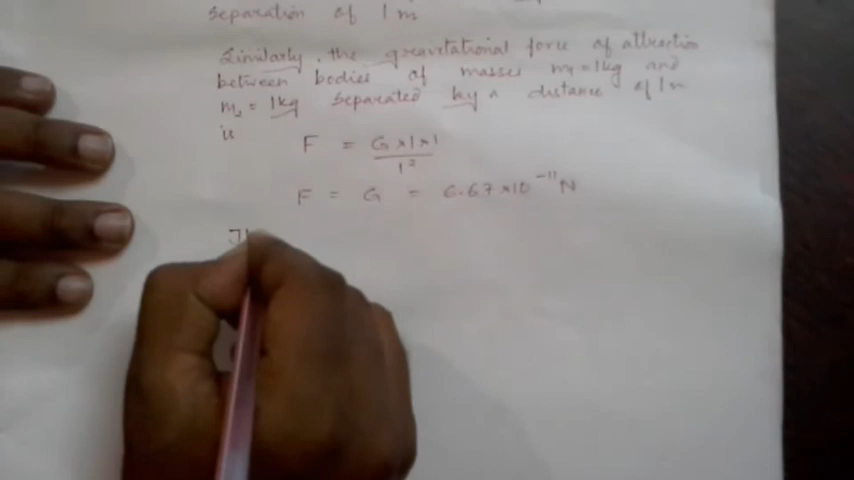 separation of 1 m
Similarly, the gravitational force of attraction
between bodies of masses m₁ = 1kg and
m₂ = 1kg separated by a distance of 1m
is
F = G × 1 × 1
1²
F = G = 6.67 × 10⁻¹¹ N